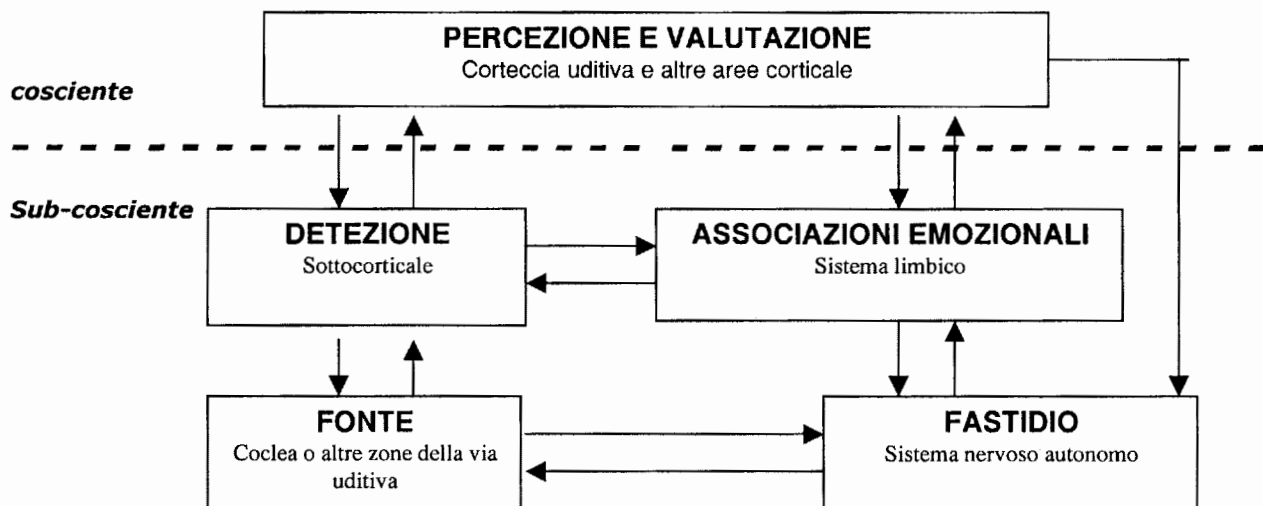 PERCEZIONE E VALUTAZIONE
Corteccia uditiva e altre aree corticale
cosciente
Sub-cosciente
DETEZIONE
Sottocorticale
ASSOCIAZIONI EMOZIONALI
Sistema limbico
FONTE
Coclea o altre zone della via
uditiva
FASTIDIO
Sistema nervoso autonomo